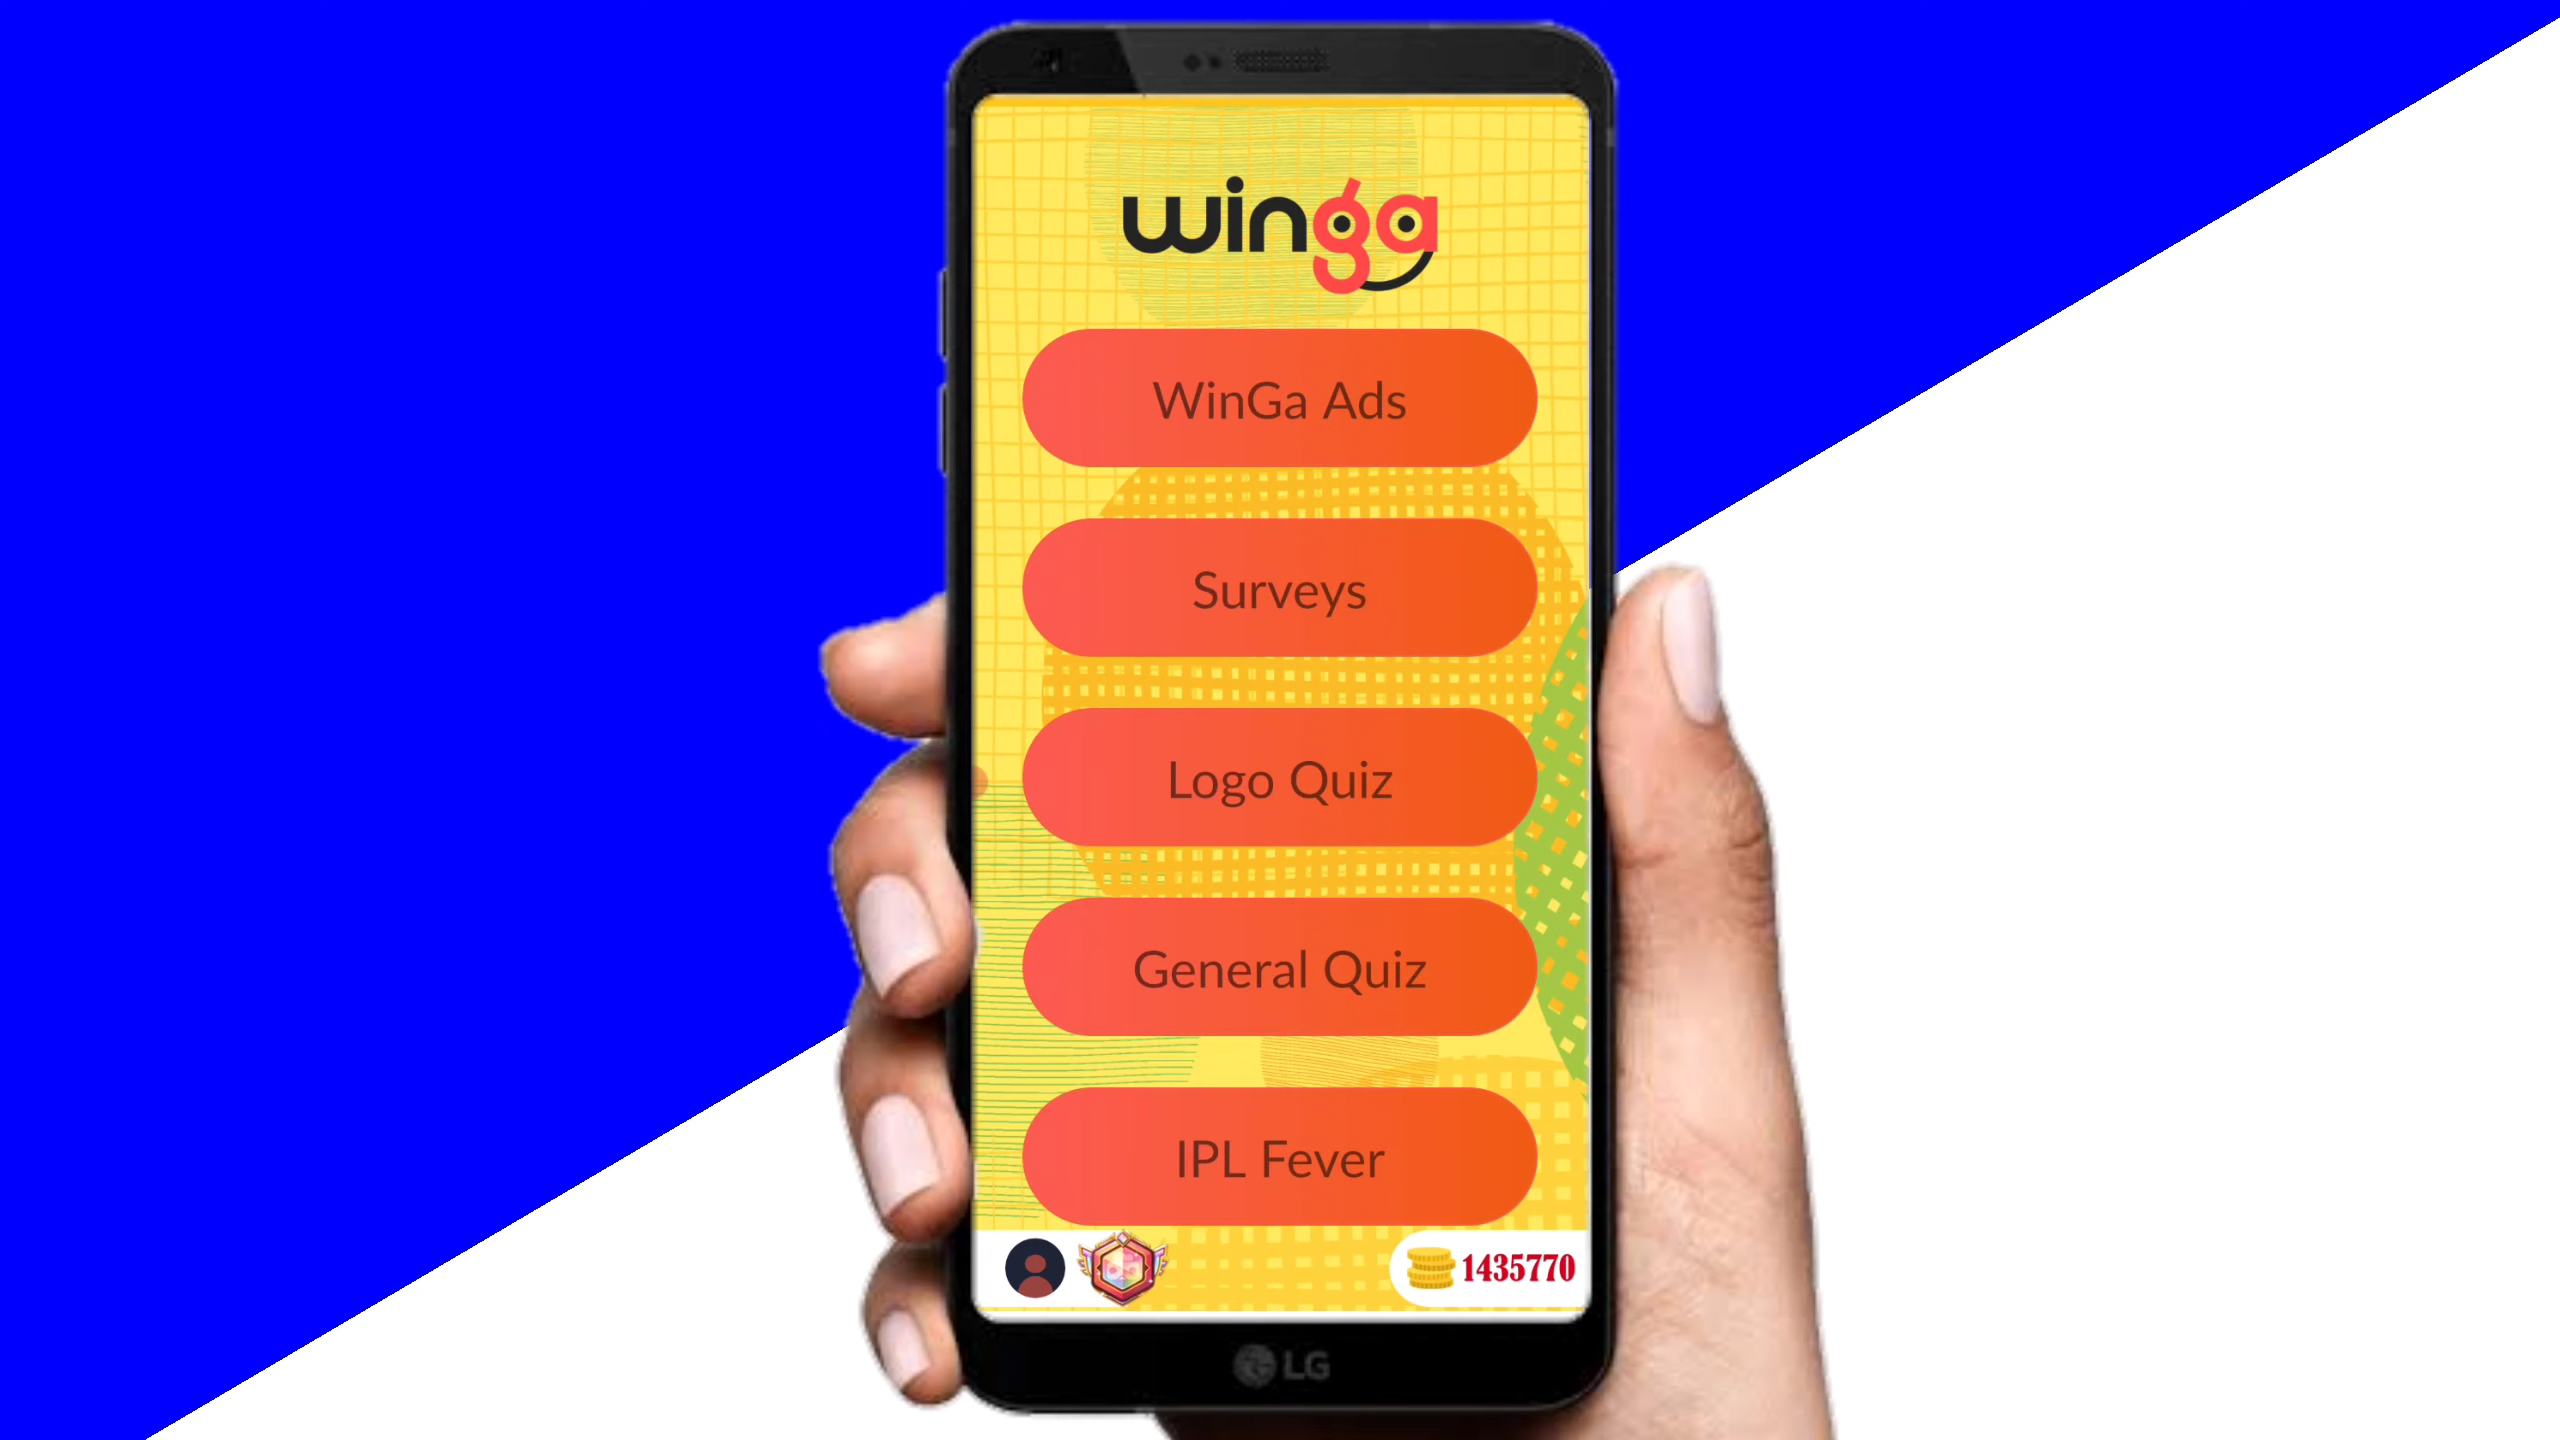 winga
WinGa Ads
Surveys
Logo Quiz
General Quiz
IPL Fever
1435770
LG